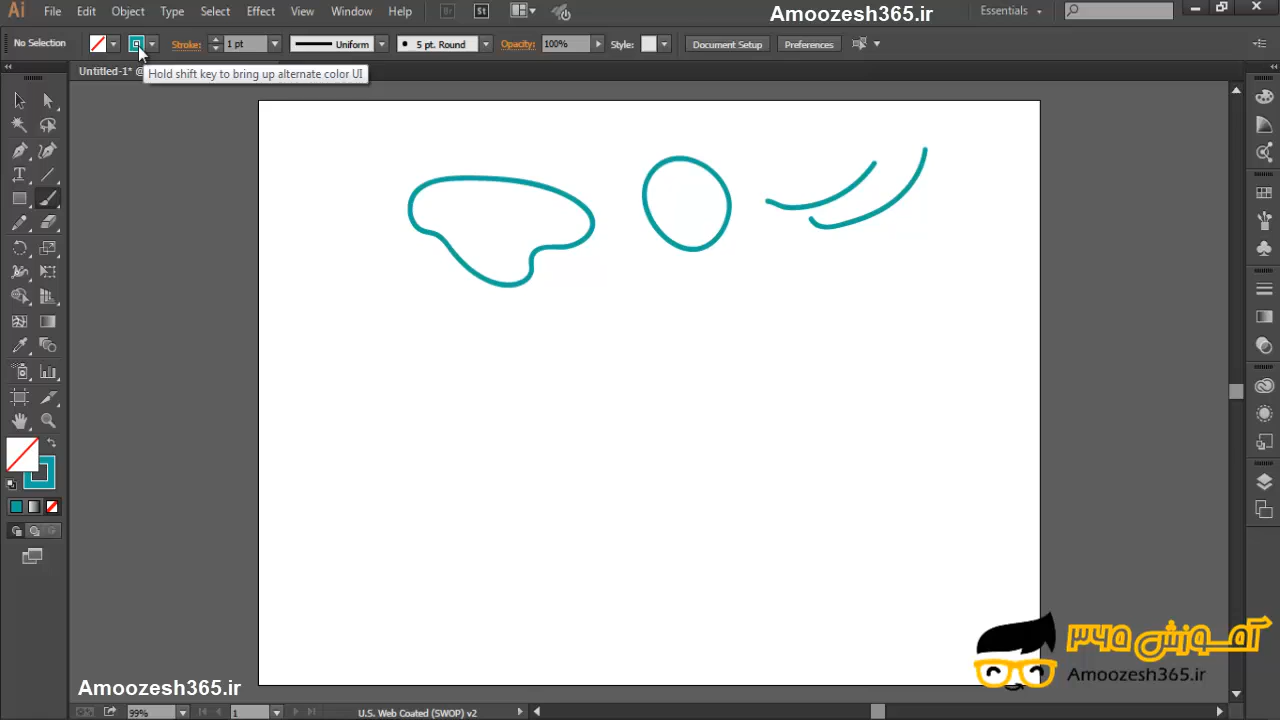 Ai File Edit Object Type Select Effect View Window Help Br St Amoozesh365.ir Essentials
No Selection Stroke: 1 pt Uniform 5 pt. Round Opacity: 100% Style: Document Setup Preferences
Untitled-1* @ Hold shift key to bring up alternate color UI
آمـوزش ۳۶۵
Amoozesh365.ir
Amoozesh365.ir
99% 1 U.S. Web Coated (SWOP) v2